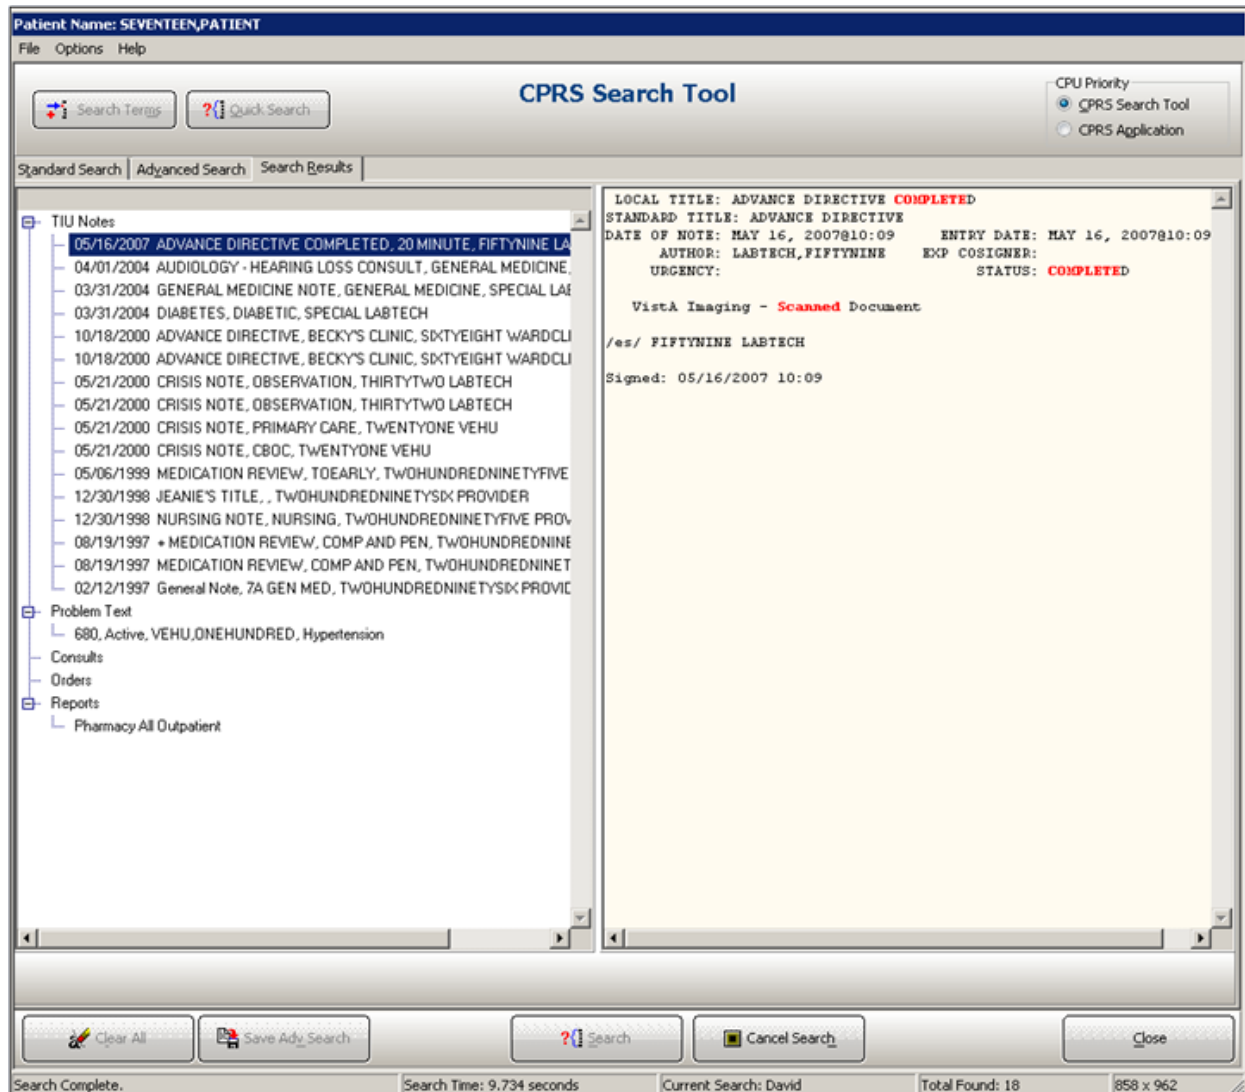 Patient Name: SEVENTEEN,PATIENT
File Options Help
Search Terms
Quick Search
CPRS Search Tool
CPU Priority
CPRS Search Tool
CPRS Application
Standard Search
Advanced Search
Search Results
TIU Notes
05/16/2007 ADVANCE DIRECTIVE COMPLETED, 20 MINUTE, FIFTYNINE LA
04/01/2004 AUDIOLOGY - HEARING LOSS CONSULT, GENERAL MEDICINE,
03/31/2004 GENERAL MEDICINE NOTE, GENERAL MEDICINE, SPECIAL LAB
03/31/2004 DIABETES, DIABETIC, SPECIAL LABTECH
10/18/2000 ADVANCE DIRECTIVE, BECKY'S CLINIC, SIXTYEIGHT WARDCLI
10/18/2000 ADVANCE DIRECTIVE, BECKY'S CLINIC, SIXTYEIGHT WARDCLI
05/21/2000 CRISIS NOTE, OBSERVATION, THIRTYTWO LABTECH
05/21/2000 CRISIS NOTE, OBSERVATION, THIRTYTWO LABTECH
05/21/2000 CRISIS NOTE, PRIMARY CARE, TWENTYONE VEHU
05/21/2000 CRISIS NOTE, CBOC, TWENTYONE VEHU
05/06/1999 MEDICATION REVIEW, TOEARLY, TWOHUNDREDNINETYFIVE
12/30/1998 JEANIE'S TITLE, , TWOHUNDREDNINETYSIX PROVIDER
12/30/1998 NURSING NOTE, NURSING, TWOHUNDREDNINETYFIVE PROV
08/19/1997 + MEDICATION REVIEW, COMP AND PEN, TWOHUNDREDNINE
08/19/1997 MEDICATION REVIEW, COMP AND PEN, TWOHUNDREDNINET
02/12/1997 General Note, 7A GEN MED, TWOHUNDREDNINETYSIX PROVID
Problem Text
680, Active, VEHU,ONEHUNDRED, Hypertension
Consults
Orders
Reports
Pharmacy All Outpatient
LOCAL TITLE: ADVANCE DIRECTIVE COMPLETED
STANDARD TITLE: ADVANCE DIRECTIVE
DATE OF NOTE: MAY 16, 2007@10:09 ENTRY DATE: MAY 16, 2007@10:09
AUTHOR: LABTECH,FIFTYNINE EXP COSIGNER:
URGENCY: STATUS: COMPLETED
VistA Imaging - Scanned Document
/es/ FIFTYNINE LABTECH
Signed: 05/16/2007 10:09
Clear All
Save Adv Search
Search
Cancel Search
Close
Search Complete.
Search Time: 9.734 seconds
Current Search: David
Total Found: 18
858 x 962